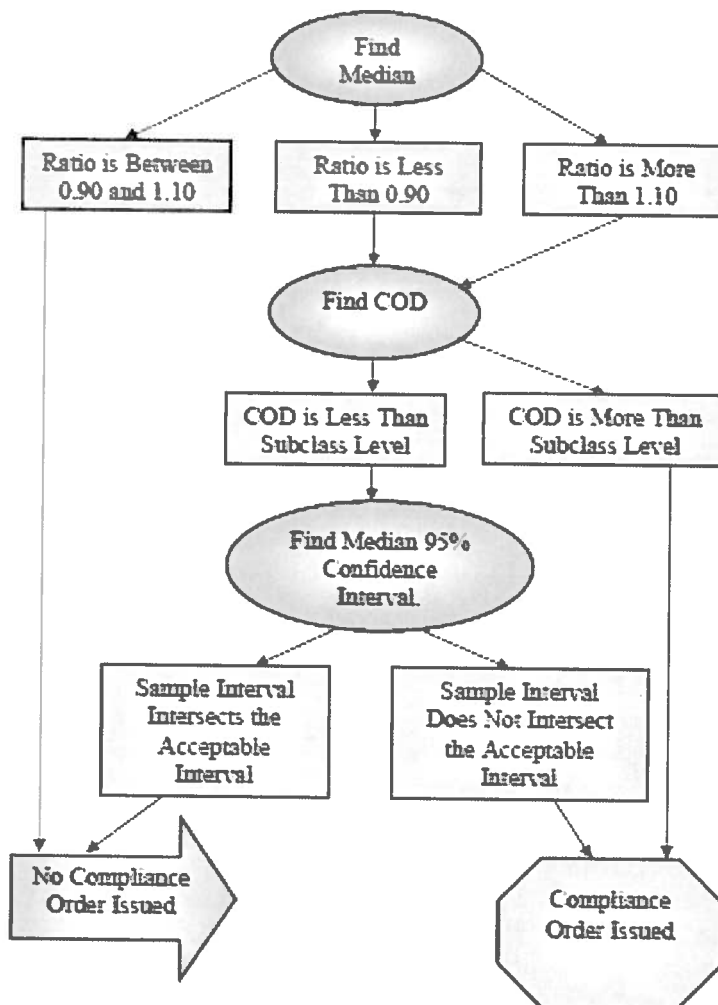 Find
Median
Ratio is Between
0.90 and 1.10
Ratio is Less
Than 0.90
Ratio is More
Than 1.10
Find COD
COD is Less Than
Subclass Level
COD is More Than
Subclass Level
Find Median 95%
Confidence
Interval.
Sample Interval
Intersects the
Acceptable
Interval
Sample Interval
Does Not Intersect
the Acceptable
Interval
No Compliance
Order Issued
Compliance
Order Issued